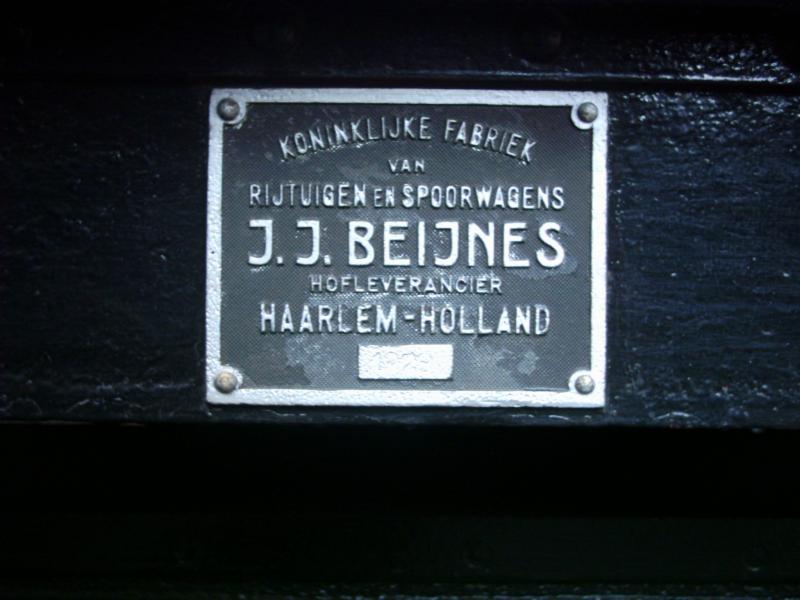 KONINKLIJKE FABRIEK
VAN
RIJTUIGEN EN SPOORWAGENS
J. J. BEIJNES
HOFLEVERANCIER
HAARLEM-HOLLAND